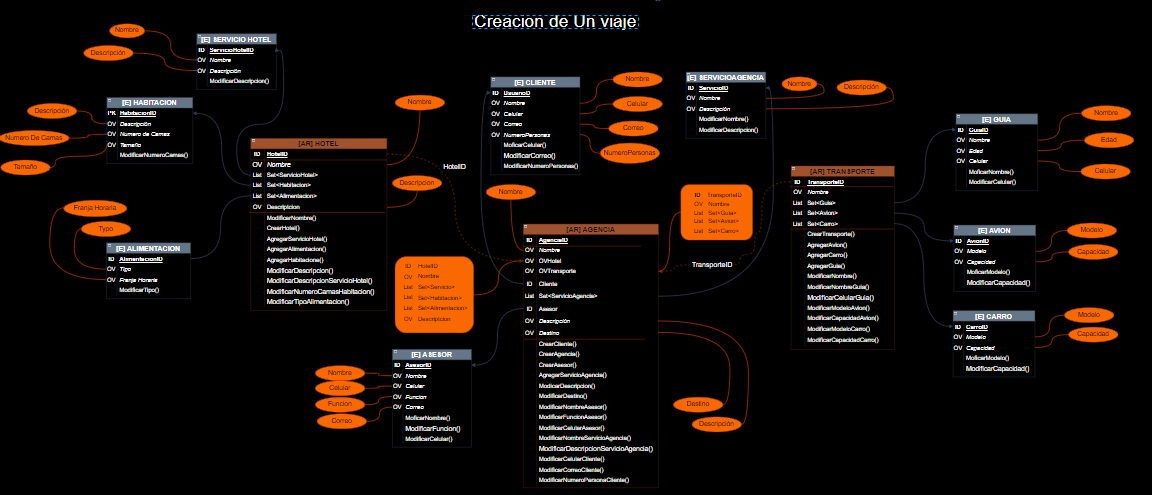 Creacion de Un viaje
Nombre
Descripción
[E] SERVICIO HOTEL
ID ServicioHotelID
OV Nombre
OV Descripción
ModificarDescripcion()
Descripción
Numero De Camas
Tamaño
[E] HABITACION
PK HabitacionID
OV Descripción
OV Numero de Camas
OV Tamaño
ModificarNumeroCamas()
Franja Horaria
Typo
[E] ALIMENTACION
ID AlimentacionID
OV Tigo
OV Franja Horaria
ModificarTipo()
[AR] HOTEL
ID HotelID
OV Nombre
List Set<ServicioHotel>
List Set<Habitacion>
List Set<Alimentacion>
OV Descripcion
ModificarNombre()
CrearHotel()
AgregarServicioHotel()
AgregarAlimentacion()
AgregarHabitacione()
ModificarDescripcion()
ModificarDescripcionServicioHotel()
ModificarNumeroCamasHabitacion()
ModificarTipoAlimentacion()
Nombre
Descripcion
HotelID
ID HotelID
OV Nombre
List Set<Servicio>
List Set<Habitacion>
List Set<Alimentacion>
OV Descripticion
[E] ASESOR
ID AsesorID
OV Nombre
OV Celular
OV Funcion
OV Correo
MoficarNombre()
ModificarFuncion()
ModificarCelular()
Nombre
Celular
Funcion
Correo
[E] CLIENTE
ID UsuarioID
OV Nombre
OV Celular
OV Correo
OV NumeroPersonas
MoficarCelular()
ModificarCorreo()
ModificarNumeroPersonas()
Nombre
Celular
Correo
NumeroPersonas
Nombre
[E] SERVICIOAGENCIA
ID ServicioID
OV Nombre
OV Descripción
ModificarNombre()
ModificarDescripcion()
Nombre
Descripción
[AR] AGENCIA
ID AgenciaID
OV Nombre
OV OVHotel
OV OVTransporte
ID Cliente
List Set<ServicioAgencia>
ID Asesor
OV Descripción
OV Destino
CrearCliente()
CrearAgencia()
CrearAsesor()
AgregarServicioAgencia()
ModicarDescripcion()
ModificarDestino()
ModificarNombreAsesor()
ModificarFuncionAsesor()
ModificarCelularAsesor()
ModificarNombreServicioAgencia()
ModificarDescripcionServicioAgencia()
ModificarCelularCliente()
ModificarCorreoCliente()
ModificarNumeroPersonaCliente()
ID TransporteID
OV Nombre
List Set<Guia>
List Set<Avion>
List Set<Carro>
TransporteID
Destino
Descripción
[AR] TRANSPORTE
ID TransporteID
OV Nombre
List Set<Guia>
List Set<Avion>
List Set<Carro>
CrearTransporte()
AgregarAvion()
AgregarCarro()
AgregarGuia()
ModificarNombre()
ModificarNombreGuia()
ModificarCelularGuia()
ModificarModeloAvion()
ModificarCapacidadAvion()
ModificarModeloCarro()
ModificarCapacidadCarro()
[E] GUIA
ID GuiaID
OV Nombre
OV Edad
OV Celular
MoficarNombre()
ModificarCelular()
Nombre
Edad
Celular
[E] AVION
ID AvionID
OV Modelo
OV Capacidad
MoficarModelo()
ModificarCapacidad()
Modelo
Capacidad
[E] CARRO
ID CarroID
OV Modelo
OV Capacidad
MoficarModelo()
ModificarCapacidad()
Modelo
Capacidad